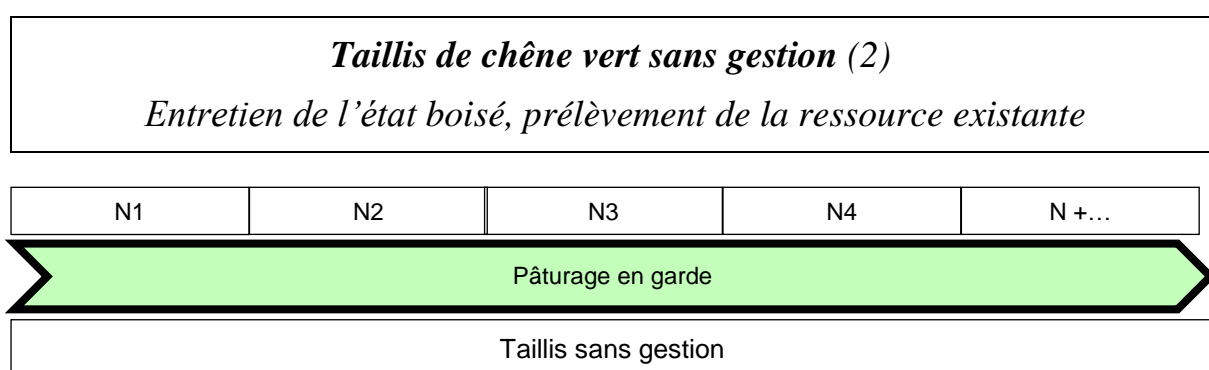 Taillis de chêne vert sans gestion (2)
Entretien de l'état boisé, prélèvement de la ressource existante
N1 N2 N3 N4 N +…
Pâturage en garde
Taillis sans gestion